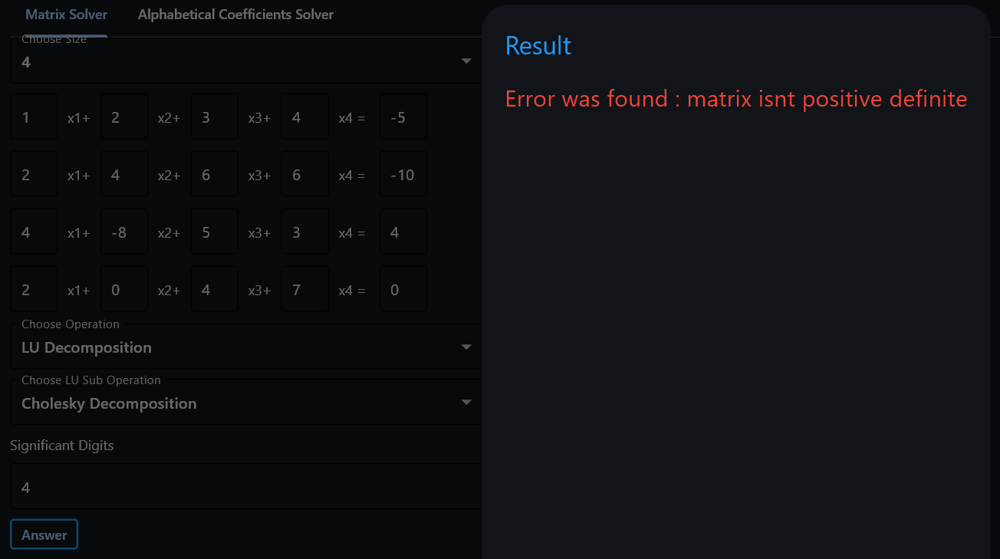 Matrix Solver Alphabetical Coefficients Solver
Choose Size
4
1 x1+ 2 x2+ 3 x3+ 4 x4 = -5
2 x1+ 4 x2+ 6 x3+ 6 x4 = -10
4 x1+ -8 x2+ 5 x3+ 3 x4 = 4
2 x1+ 0 x2+ 4 x3+ 7 x4 = 0
Choose Operation
LU Decomposition
Choose LU Sub Operation
Cholesky Decomposition
Significant Digits
4
Answer
Result
Error was found : matrix isnt positive definite